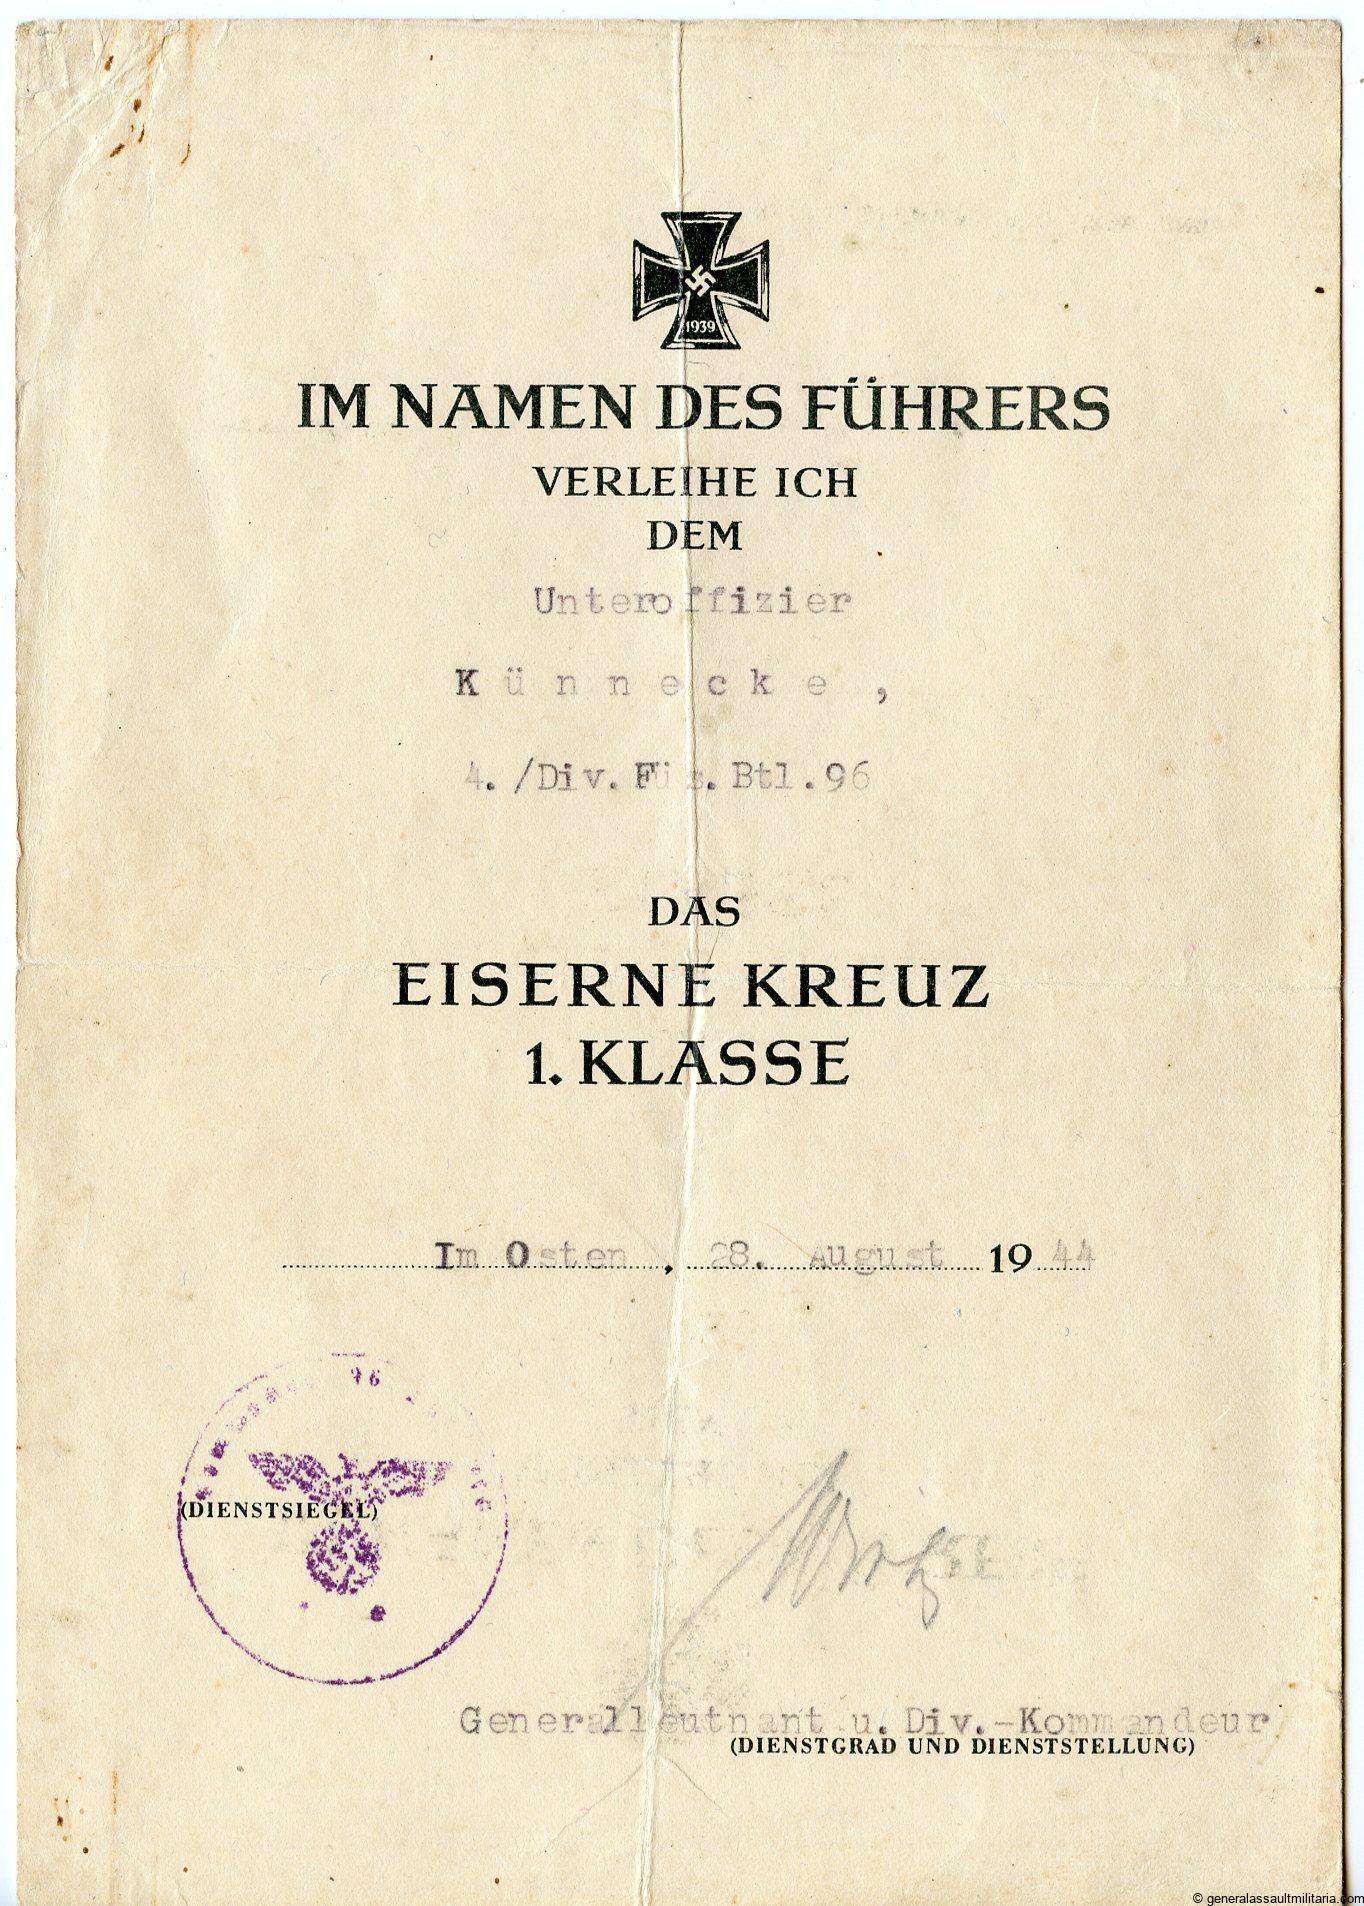 1939
IM NAMEN DES FÜHRERS
VERLEIHE ICH
DEM
Unteroffizier
Künnecke,
4./Div.Füs.Btl.96
DAS
EISERNE KREUZ
1. KLASSE
Im Osten, 28. August 1944
96
(DIENSTSIEGEL)
Generalleutnant u. Div.-Kommandeur
(DIENSTGRAD UND DIENSTSTELLUNG)
© generalassaultmilitaria.com